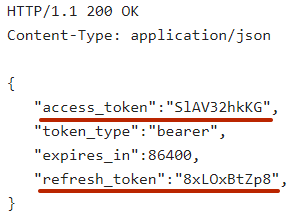 HTTP/1.1 200 OK
Content-Type: application/json
{
"access_token":"SlAV32hkKG",
"token_type":"bearer",
"expires_in":86400,
"refresh_token":"8xLOxBtZp8",
}